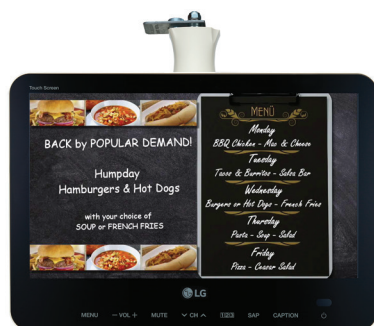 Touch Screen
BACK by POPULAR DEMAND!
Humpday
Hamburgers & Hot Dogs
with your choice of
SOUP or FRENCH FRIES
MENÜ
Monday
BBQ Chicken - Mac & Cheese
Tuesday
Tacos & Burritos - Salsa Bar
Wednesday
Burgers or Hot Dogs - French Fries
Thursday
Pasta - Soup - Salad
Friday
Pizza - Ceasar Salad
LG
MENU - VOL + MUTE CH 123 SAP CAPTION